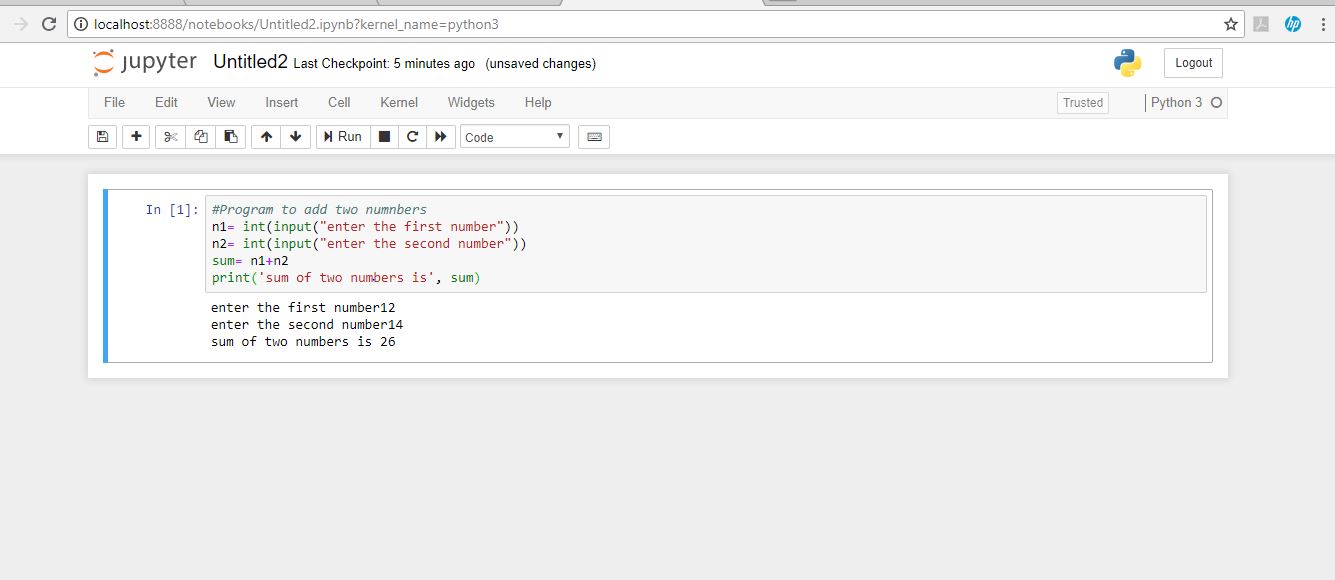 localhost:8888/notebooks/Untitled2.ipynb?kernel_name=python3
hp
jupyter Untitled2 Last Checkpoint: 5 minutes ago (unsaved changes)
Logout
File Edit View Insert Cell Kernel Widgets Help
Trusted
Python 3
Run
Code
In [1]:
#Program to add two numnbers
n1= int(input("enter the first number"))
n2= int(input("enter the second number"))
sum= n1+n2
print('sum of two numbers is', sum)
enter the first number12
enter the second number14
sum of two numbers is 26